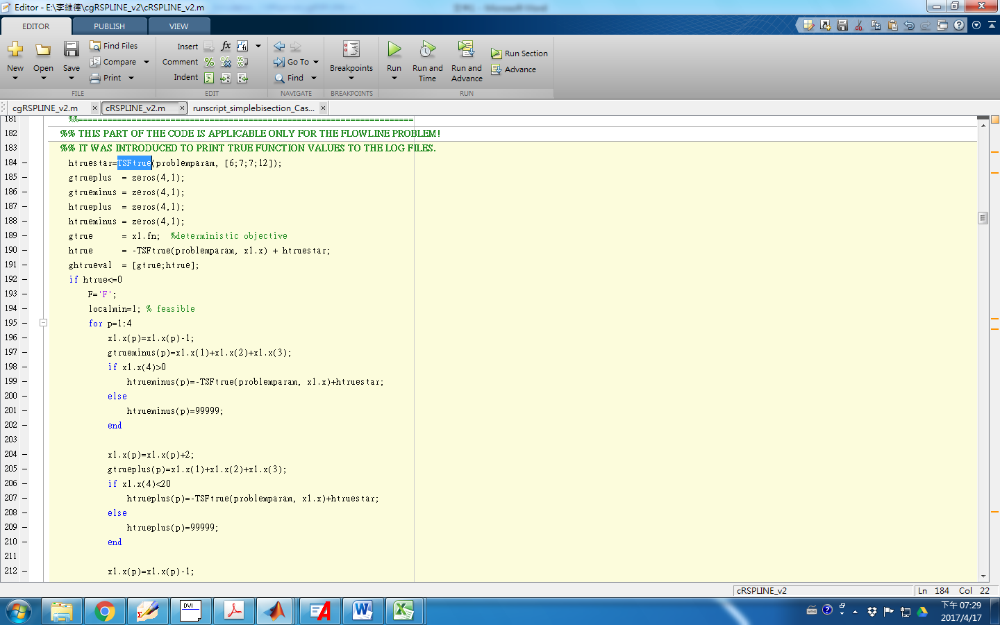 Editor - E:\李維德\cgRSPLINE_v2\cRSPLINE_v2.m
EDITOR PUBLISH VIEW
New Open Save
Find Files
Compare
Print
FILE
Insert fx
Comment
Indent
EDIT
Go To
Find
NAVIGATE
Breakpoints
BREAKPOINTS
Run
Run and Time
Run and Advance
Run Section
Advance
RUN
cgRSPLINE_v2.m cRSPLINE_v2.m runscript_simplebisection_Cas...
181 %%=====================================================================
182 %% THIS PART OF THE CODE IS APPLICABLE ONLY FOR THE FLOWLINE PROBLEM!
183 %% IT WAS INTRODUCED TO PRINT TRUE FUNCTION VALUES TO THE LOG FILES.
184 — htruestar=TSFtrue(problemparam, [6;7;7;12]);
185 — gtrueplus = zeros(4,1);
186 — gtrueminus = zeros(4,1);
187 — htrueplus = zeros(4,1);
188 — htrueminus = zeros(4,1);
189 — gtrue = x1.fn; %deterministic objective
190 — htrue = -TSFtrue(problemparam, x1.x) + htruestar;
191 — ghtrueval = [gtrue;htrue];
192 — if htrue<=0
193 — F='F';
194 — localmin=1; % feasible
195 — for p=1:4
196 — x1.x(p)=x1.x(p)-1;
197 — gtrueminus(p)=x1.x(1)+x1.x(2)+x1.x(3);
198 — if x1.x(4)>0
199 — htrueminus(p)=-TSFtrue(problemparam, x1.x)+htruestar;
200 — else
201 — htrueminus(p)=99999;
202 — end
203
204 — x1.x(p)=x1.x(p)+2;
205 — gtrueplus(p)=x1.x(1)+x1.x(2)+x1.x(3);
206 — if x1.x(4)<20
207 — htrueplus(p)=-TSFtrue(problemparam, x1.x)+htruestar;
208 — else
209 — htrueplus(p)=99999;
210 — end
211
212 — x1.x(p)=x1.x(p)-1;
cRSPLINE_v2 Ln 184 Col 22
DVI
下午 07:29
2017/4/17